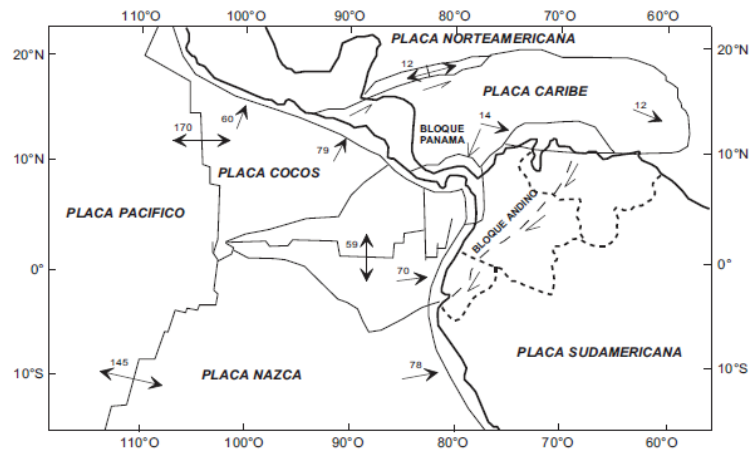 110°O 100°O 90°O 80°O 70°O 60°O
20°N
PLACA NORTEAMERICANA
20°N
12
PLACA CARIBE
12
60
14
170
BLOQUE
PANAMA
79
10°N
PLACA COCOS
10°N
PLACA PACIFICO
BLOQUE ANDINO
59
0°
70
0°
145
PLACA SUDAMERICANA
10°S
PLACA NAZCA
78
10°S
110°O 100°O 90°O 80°O 70°O 60°O